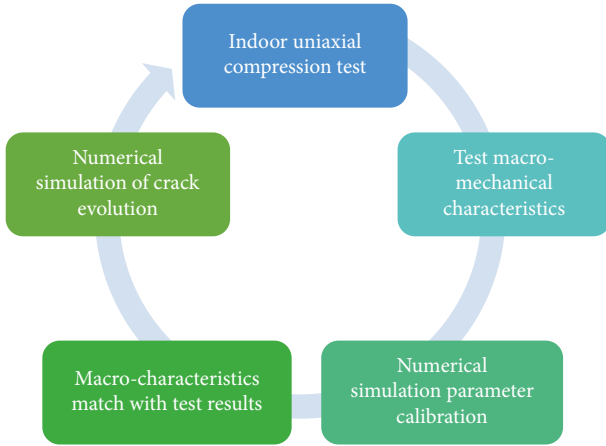 Indoor uniaxial
compression test
Test macro-
mechanical
characteristics
Numerical
simulation parameter
calibration
Macro-characteristics
match with test results
Numerical
simulation of crack
evolution